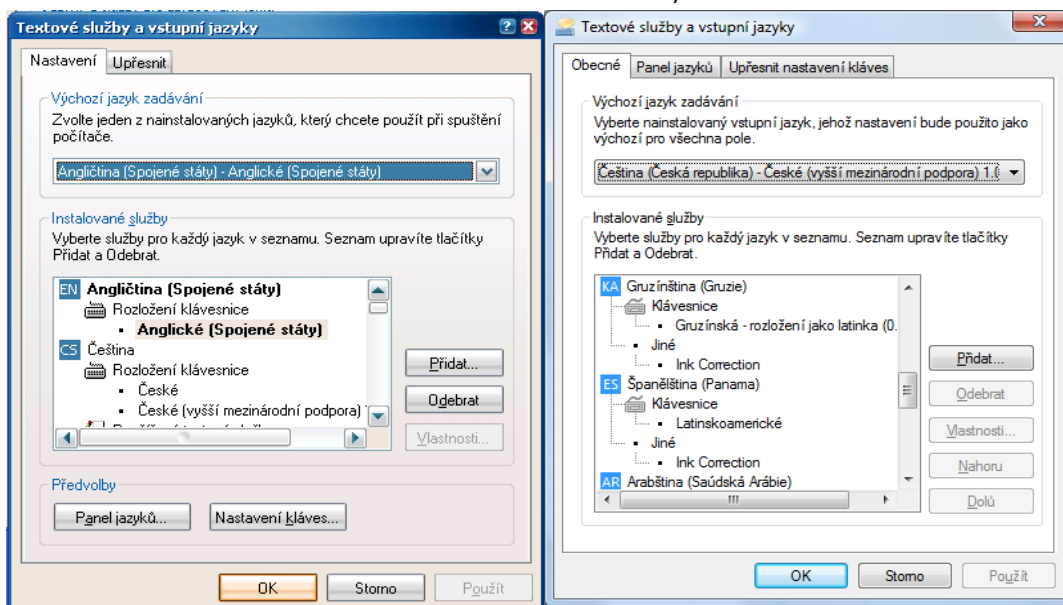 Textové služby a vstupní jazyky
Nastavení
Upřesnit
Výchozí jazyk zadávání
Zvolte jeden z nainstalovaných jazyků, který chcete použít při spuštění
počítače.
Angličtina (Spojené státy) - Anglické (Spojené státy)
Instalované služby
Vyberte služby pro každý jazyk v seznamu. Seznam upravíte tlačítky
Přidat a Odebrat.
EN Angličtina (Spojené státy)
Rozložení klávesnice
Anglické (Spojené státy)
CS Čeština
Rozložení klávesnice
České
České (vyšší mezinárodní podpora)
Přidat...
Odebrat
Vlastnosti...
Předvolby
Panel jazyků...
Nastavení kláves...
OK
Storno
Použít
Textové služby a vstupní jazyky
Obecné
Panel jazyků
Upřesnit nastavení kláves
Výchozí jazyk zadávání
Vyberte nainstalovaný vstupní jazyk, jehož nastavení bude použito jako
výchozí pro všechna pole.
Čeština (Česká republika) - České (vyšší mezinárodní podpora) 1.0
Instalované služby
Vyberte služby pro každý jazyk v seznamu. Seznam upravíte tlačítky
Přidat a Odebrat.
KA Gruzínština (Gruzie)
Klávesnice
Gruzínská - rozložení jako latinka (0.
Jiné
Ink Correction
ES Španělština (Panama)
Klávesnice
Latinskoamerické
Jiné
Ink Correction
AR Arabština (Saúdská Arábie)
Přidat...
Odebrat
Vlastnosti...
Nahoru
Dolů
OK
Storno
Použít